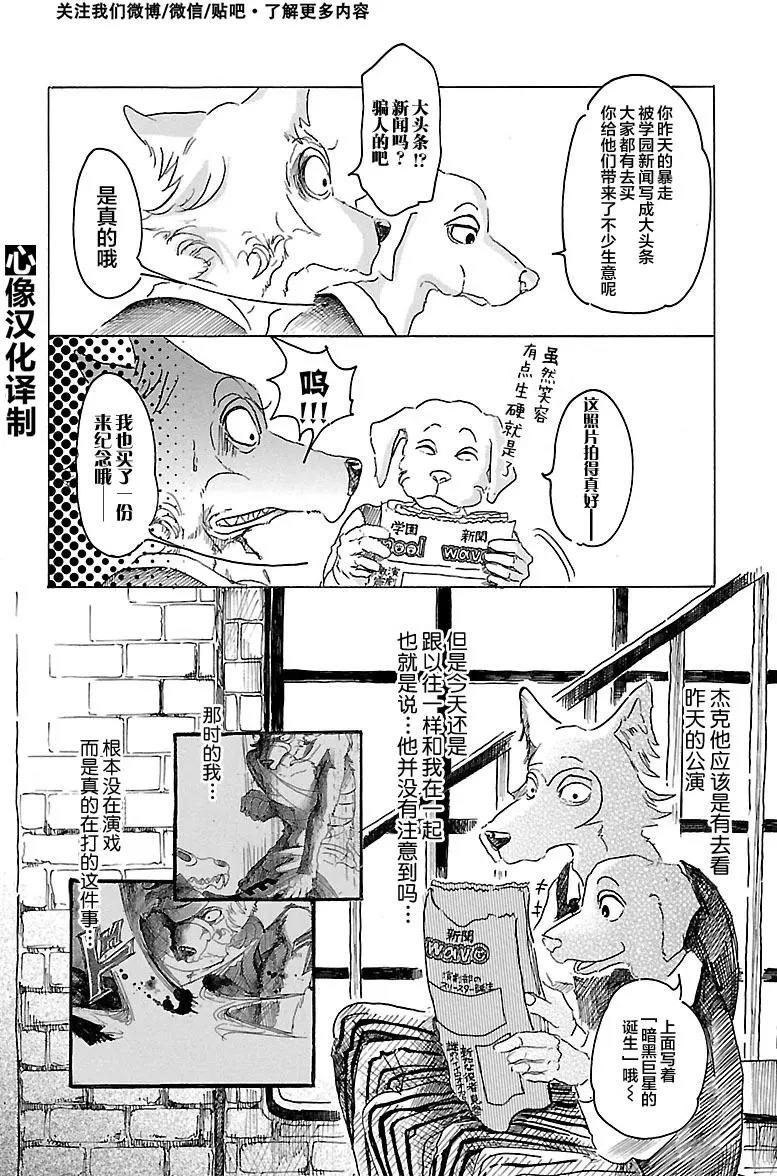 关注我们微博/微信/贴吧·了解更多内容
心像汉化译制
你昨天的暴走
被学园新闻写成大头条
大家都有去买
你给他们带来了不少生意呢
大头条!?
新闻吗?
骗人的吧
是真的哦
这照片拍得真好——
虽然笑容
有点生硬就是了
呜
!!!
我也买了一份
来纪念哦——
学园
新聞
wave
杰克他应该是有去看
昨天的公演
但是今天还是
跟以往一样和我在一起
也就是说…他并没有注意到吗…
那时的我…
根本没在演戏
而是真的在打的这件事…
新聞
wave
演劇部の
上面写着
「暗黑巨星的
诞生」哦~